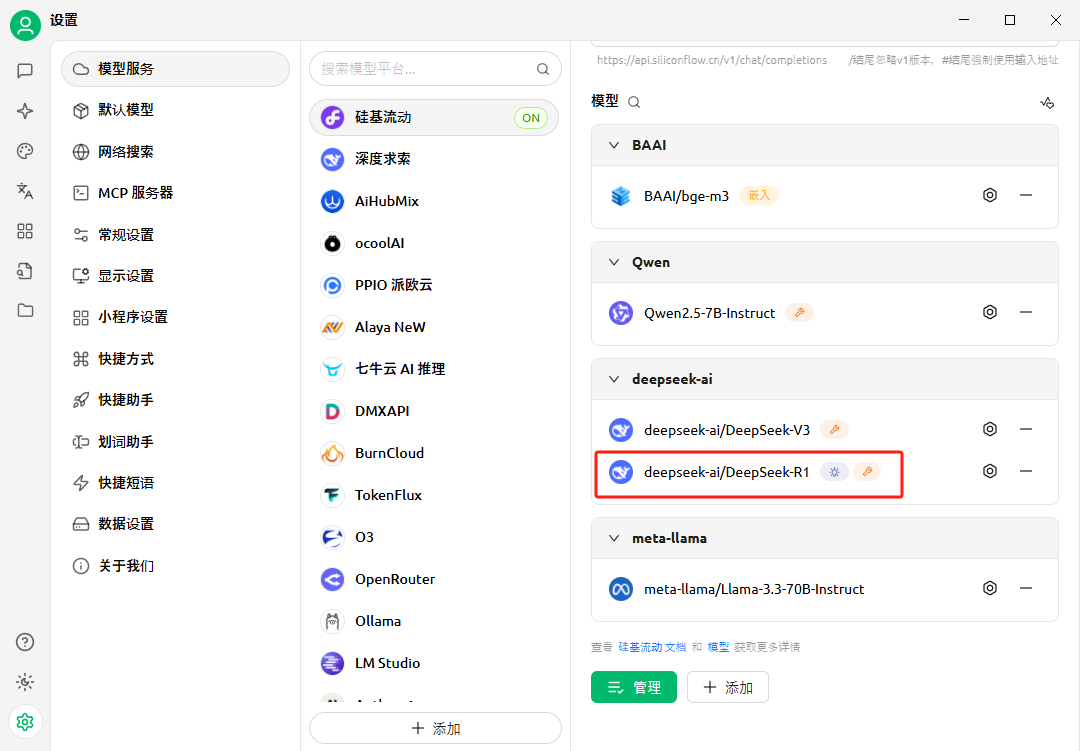 设置
模型服务
默认模型
网络搜索
MCP 服务器
常规设置
显示设置
小程序设置
快捷方式
快捷助手
划词助手
快捷短语
数据设置
关于我们
搜索模型平台...
硅基流动 ON
深度求索
AiHubMix
ocoolAI
PPIO 派欧云
Alaya NeW
七牛云 AI 推理
DMXAPI
BurnCloud
TokenFlux
O3
OpenRouter
Ollama
LM Studio
添加
https://api.siliconflow.cn/v1/chat/completions /结尾忽略v1版本，#结尾强制使用输入地址
模型
BAAI
BAAI/bge-m3 嵌入
Qwen
Qwen2.5-7B-Instruct
deepseek-ai
deepseek-ai/DeepSeek-V3
deepseek-ai/DeepSeek-R1
meta-llama
meta-llama/Llama-3.3-70B-Instruct
查看 硅基流动 文档 和 模型 获取更多详情
管理 添加